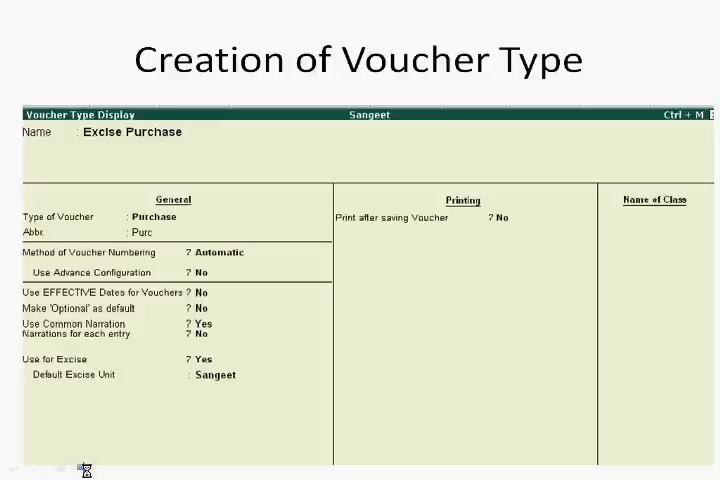 Creation of Voucher Type
Voucher Type Display Sangeet Ctrl + M
Name : Excise Purchase
General Printing Name of Class
Type of Voucher : Purchase Print after saving Voucher ? No
Abbr. : Purc
Method of Voucher Numbering ? Automatic
Use Advance Configuration ? No
Use EFFECTIVE Dates for Vouchers ? No
Make 'Optional' as default ? No
Use Common Narration ? Yes
Narrations for each entry ? No
Use for Excise ? Yes
Default Excise Unit : Sangeet